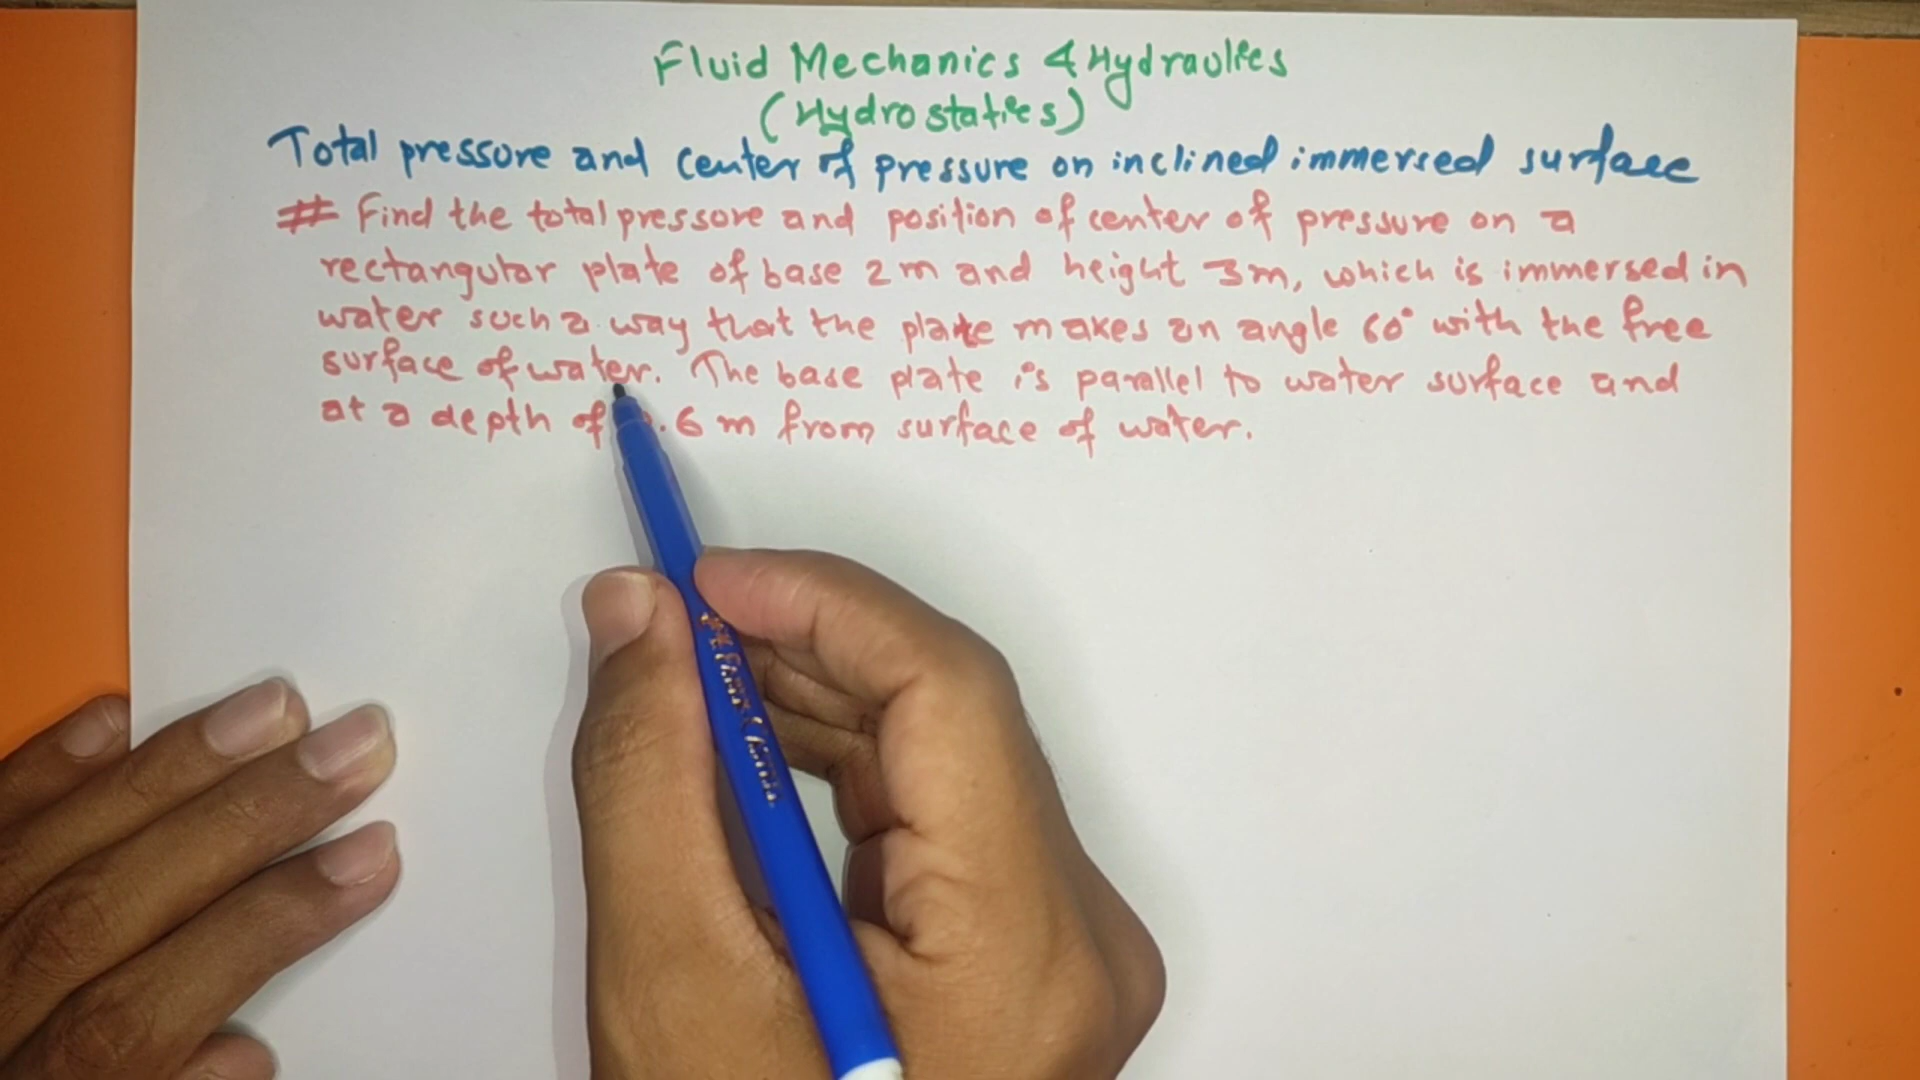 Fluid Mechanics & Hydraulics
(Hydrostatics)
Total pressure and center of pressure on inclined immersed surface
# Find the total pressure and position of center of pressure on a
rectangular plate of base 2m and height 3m, which is immersed in
water such a way that the plate makes an angle 60° with the free
surface of water. The base plate is parallel to water surface and
at a depth of .6 m from surface of water.